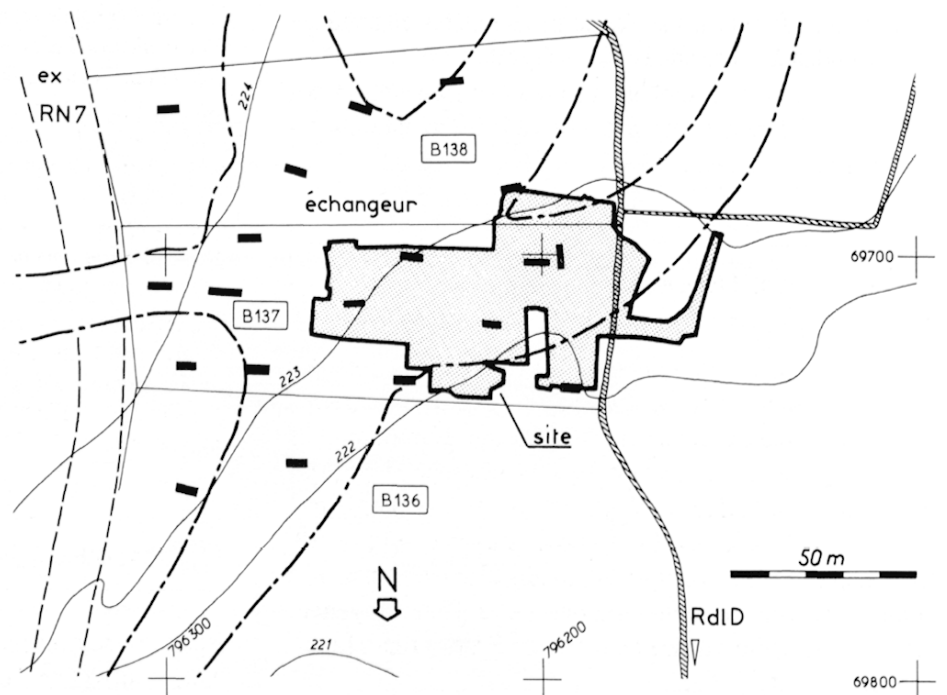 ex
RN7
224
B138
échangeur
69700
B137
223
site
222
B136
50 m
N
RdlD
796300
796200
221
69800